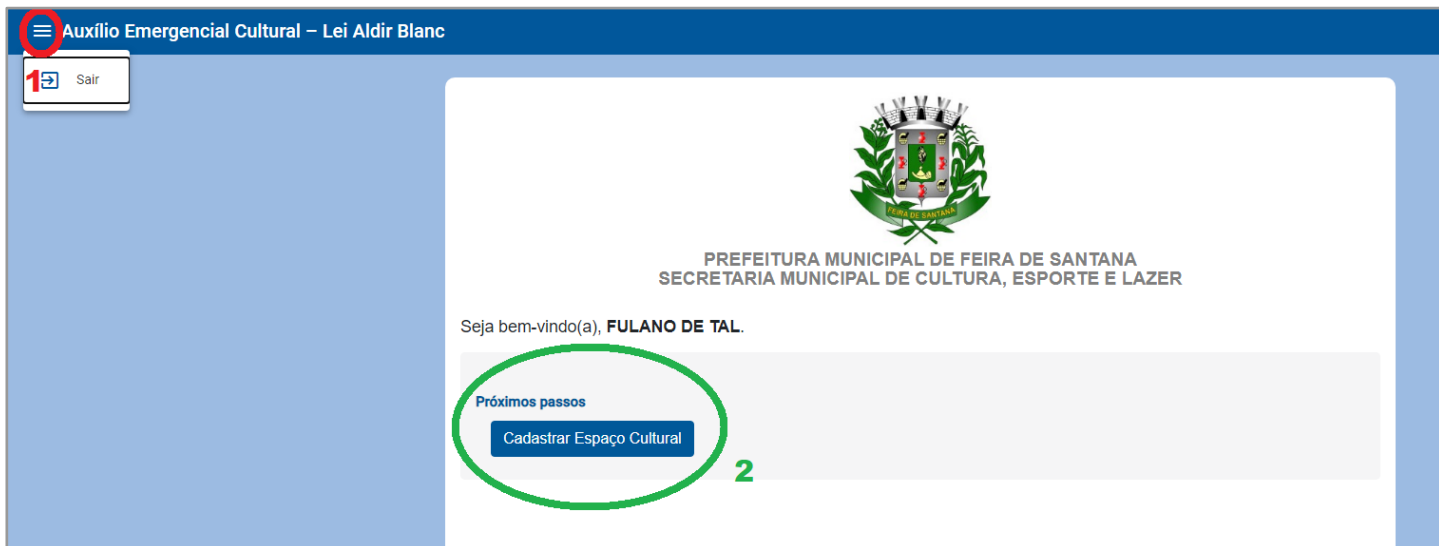 Auxílio Emergencial Cultural – Lei Aldir Blanc
1 Sair
FEIRA DE SANTANA
PREFEITURA MUNICIPAL DE FEIRA DE SANTANA
SECRETARIA MUNICIPAL DE CULTURA, ESPORTE E LAZER
Seja bem-vindo(a), FULANO DE TAL.
Próximos passos
Cadastrar Espaço Cultural
2